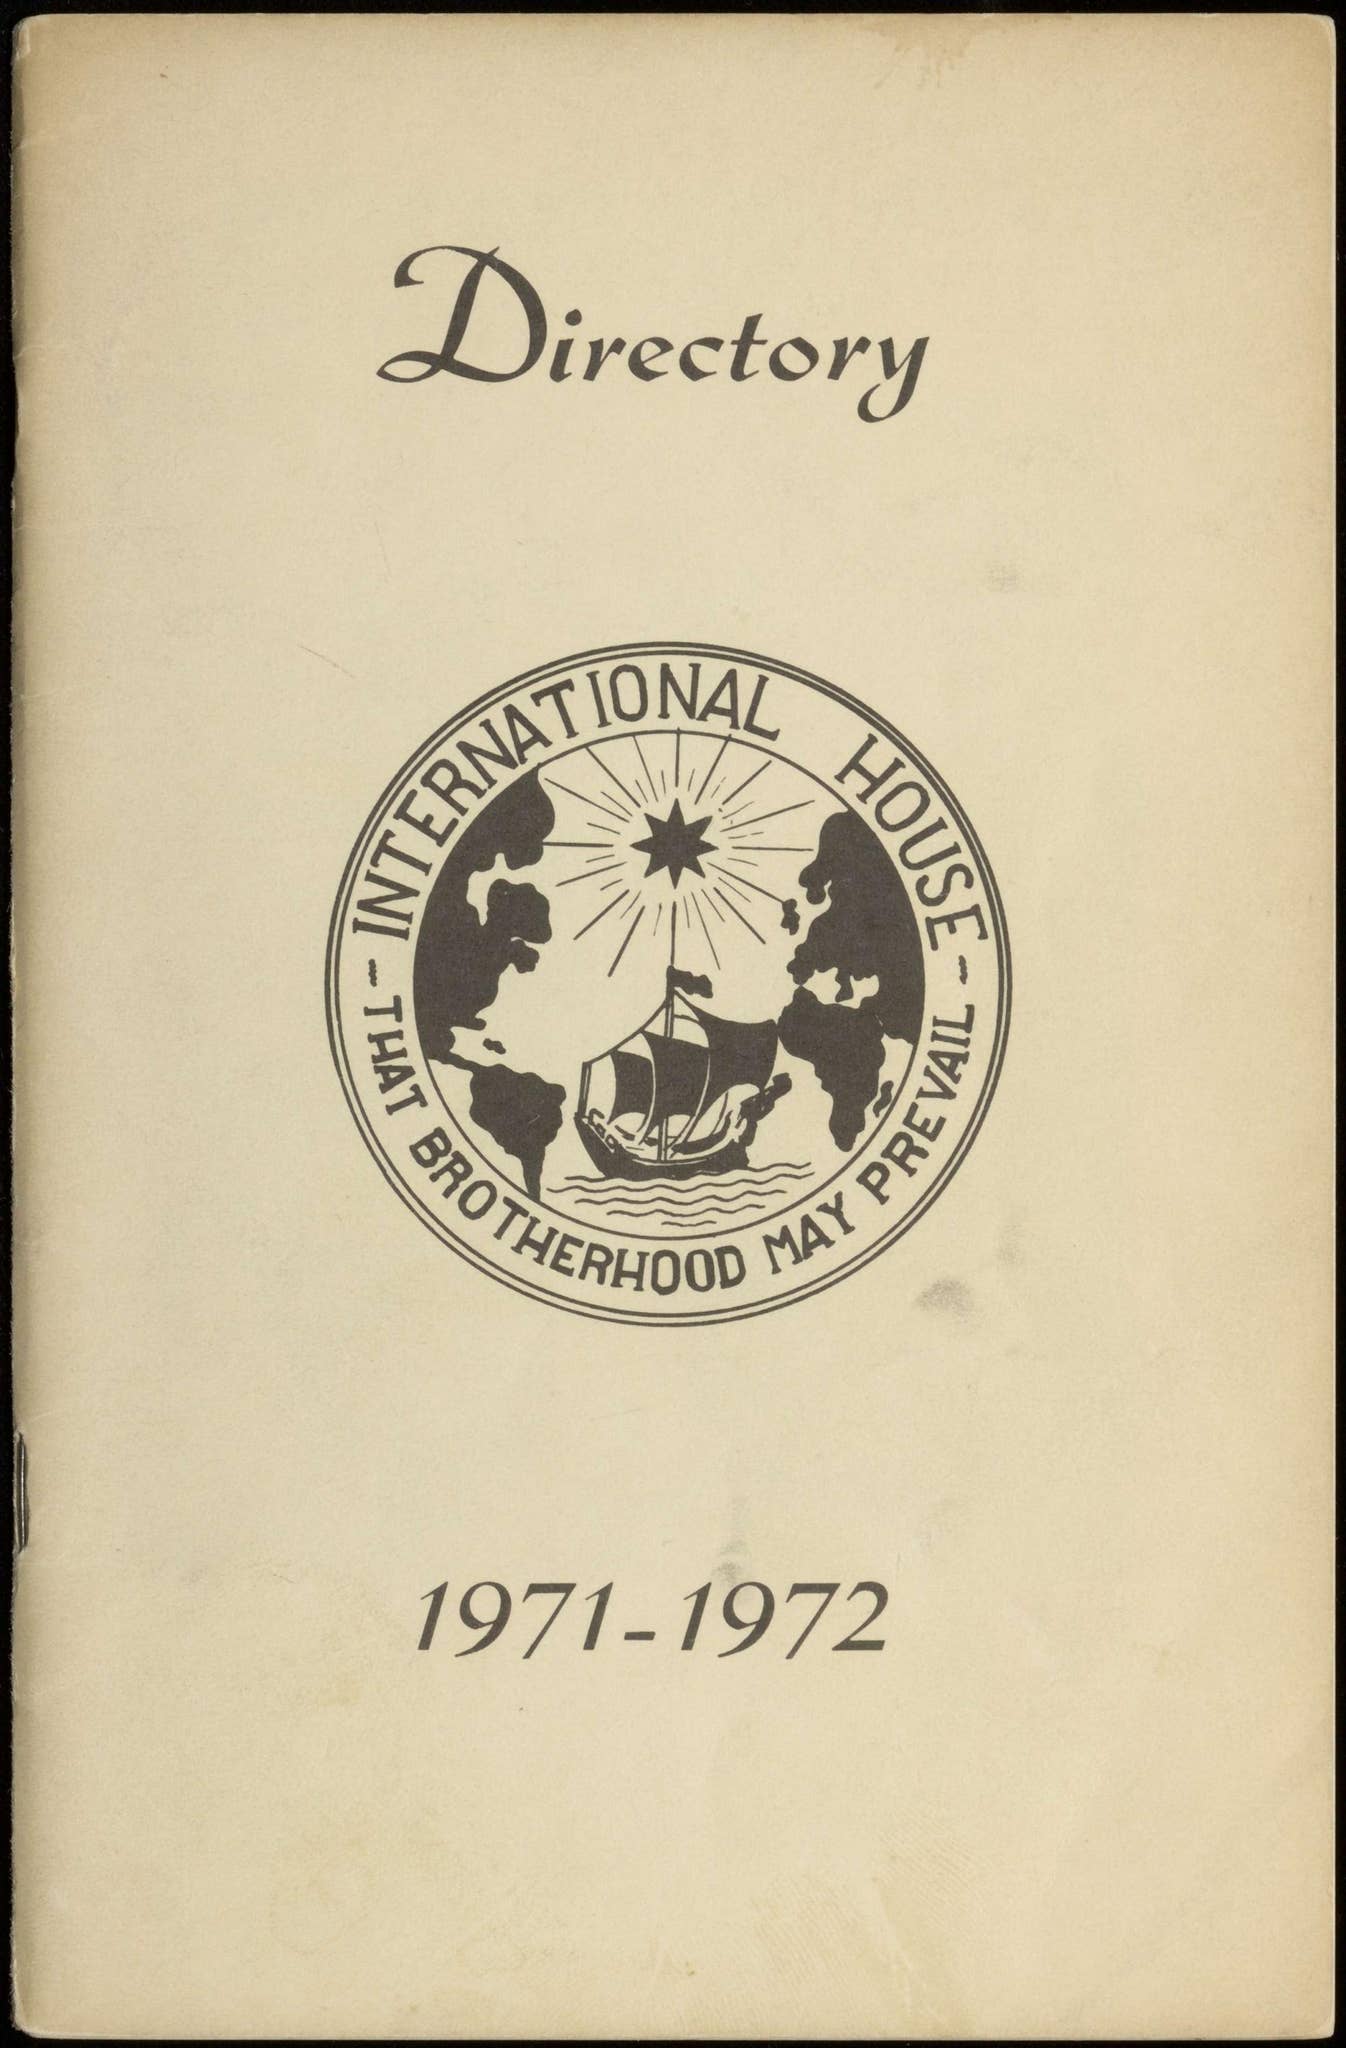 Directory
- INTERNATIONAL HOUSE -
THAT BROTHERHOOD MAY PREVAIL
1971-1972